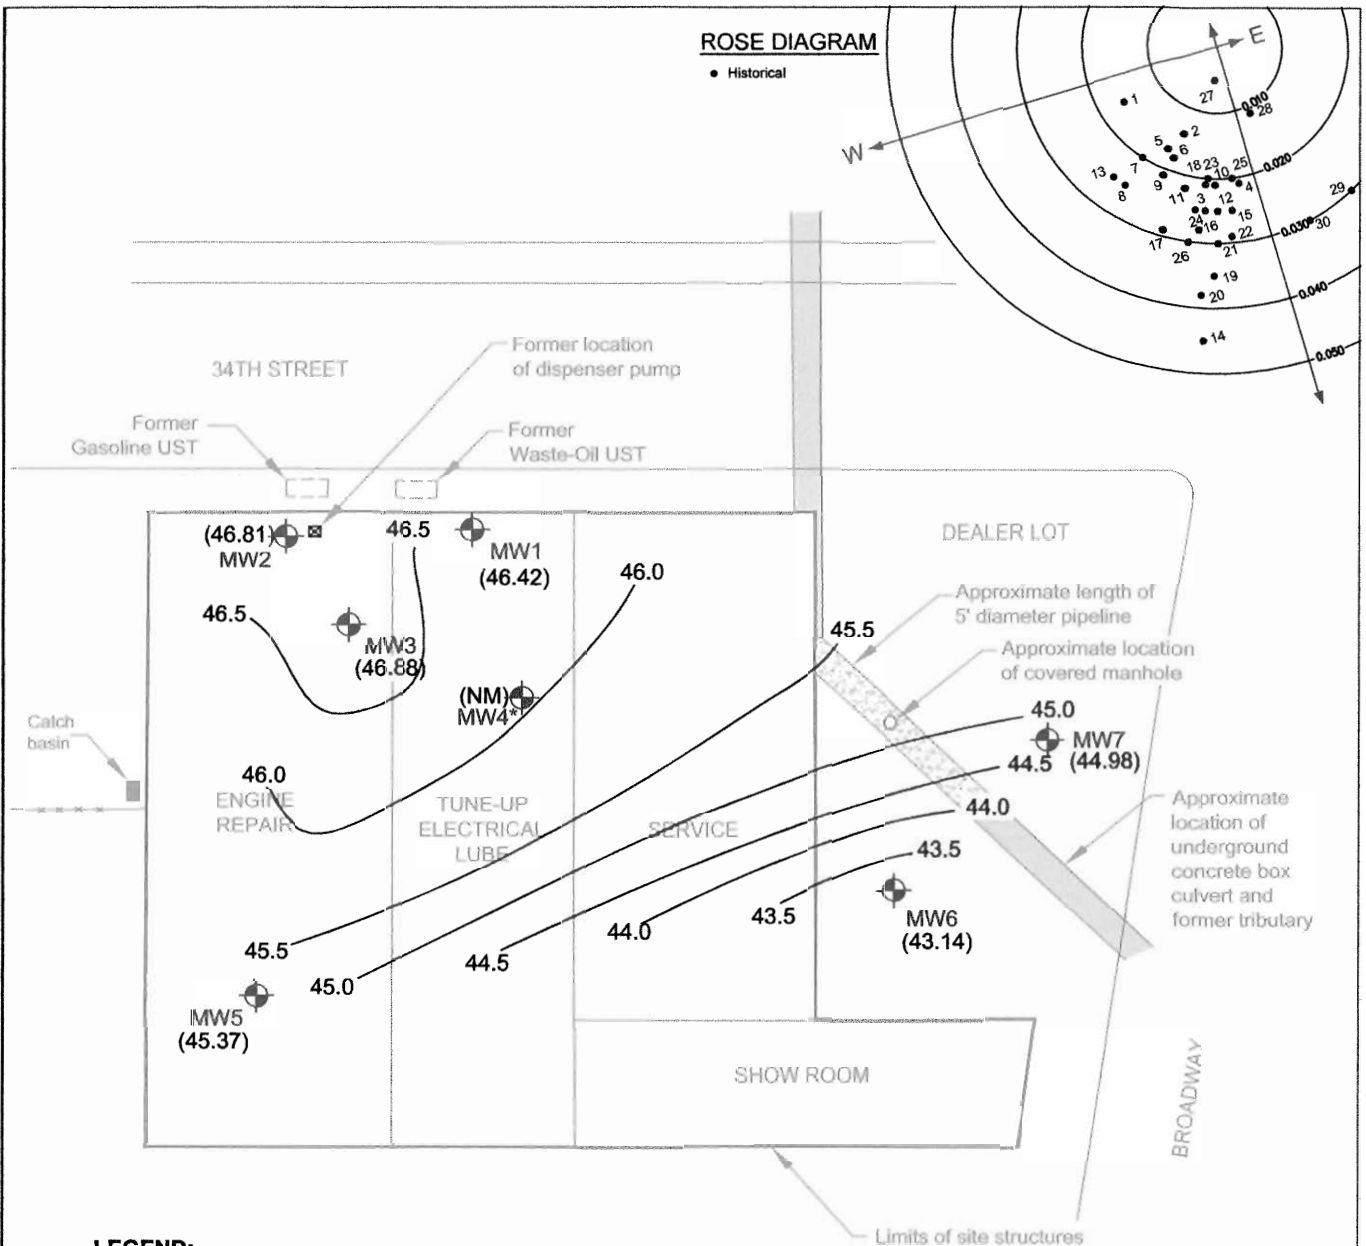 ROSE DIAGRAM
Historical
E
W
1
2
5
6
7
13
8
9
18
23
10
25
4
11
3
12
24
16
15
17
26
22
21
19
20
14
27
28
29
30
0.010
0.020
0.030
0.040
0.050
34TH STREET
Former location
of dispenser pump
Former
Gasoline UST
Former
Waste-Oil UST
(46.81)
MW2
46.5
MW1
(46.42)
46.0
DEALER LOT
Approximate length of
5' diameter pipeline
46.5
MW3
(46.88)
45.5
Approximate location
of covered manhole
(NM)
MW4*
45.0
MW7
(44.98)
44.5
Catch
basin
46.0
ENGINE
REPAIR
TUNE-UP
ELECTRICAL
LUBE
SERVICE
44.0
43.5
Approximate
location of
underground
concrete box
culvert and
former tributary
MW6
(43.14)
43.5
44.0
44.5
45.0
45.5
MW5
(45.37)
SHOW ROOM
BROADWAY
Limits of site structures
LEGEND: